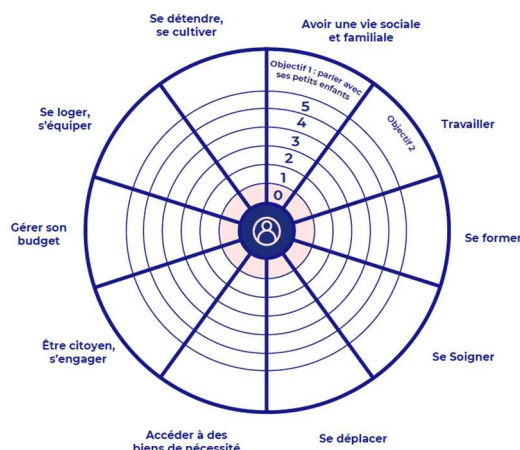 Se détendre,
se cultiver
Avoir une vie sociale
et familiale
Objectif 1 : parler avec
ses petits enfants
Objectif 2
Se loger,
s'équiper
Travailler
5
4
3
2
1
0
Gérer son
budget
Se former
Être citoyen,
s'engager
Se Soigner
Accéder à des
biens de nécessité
Se déplacer